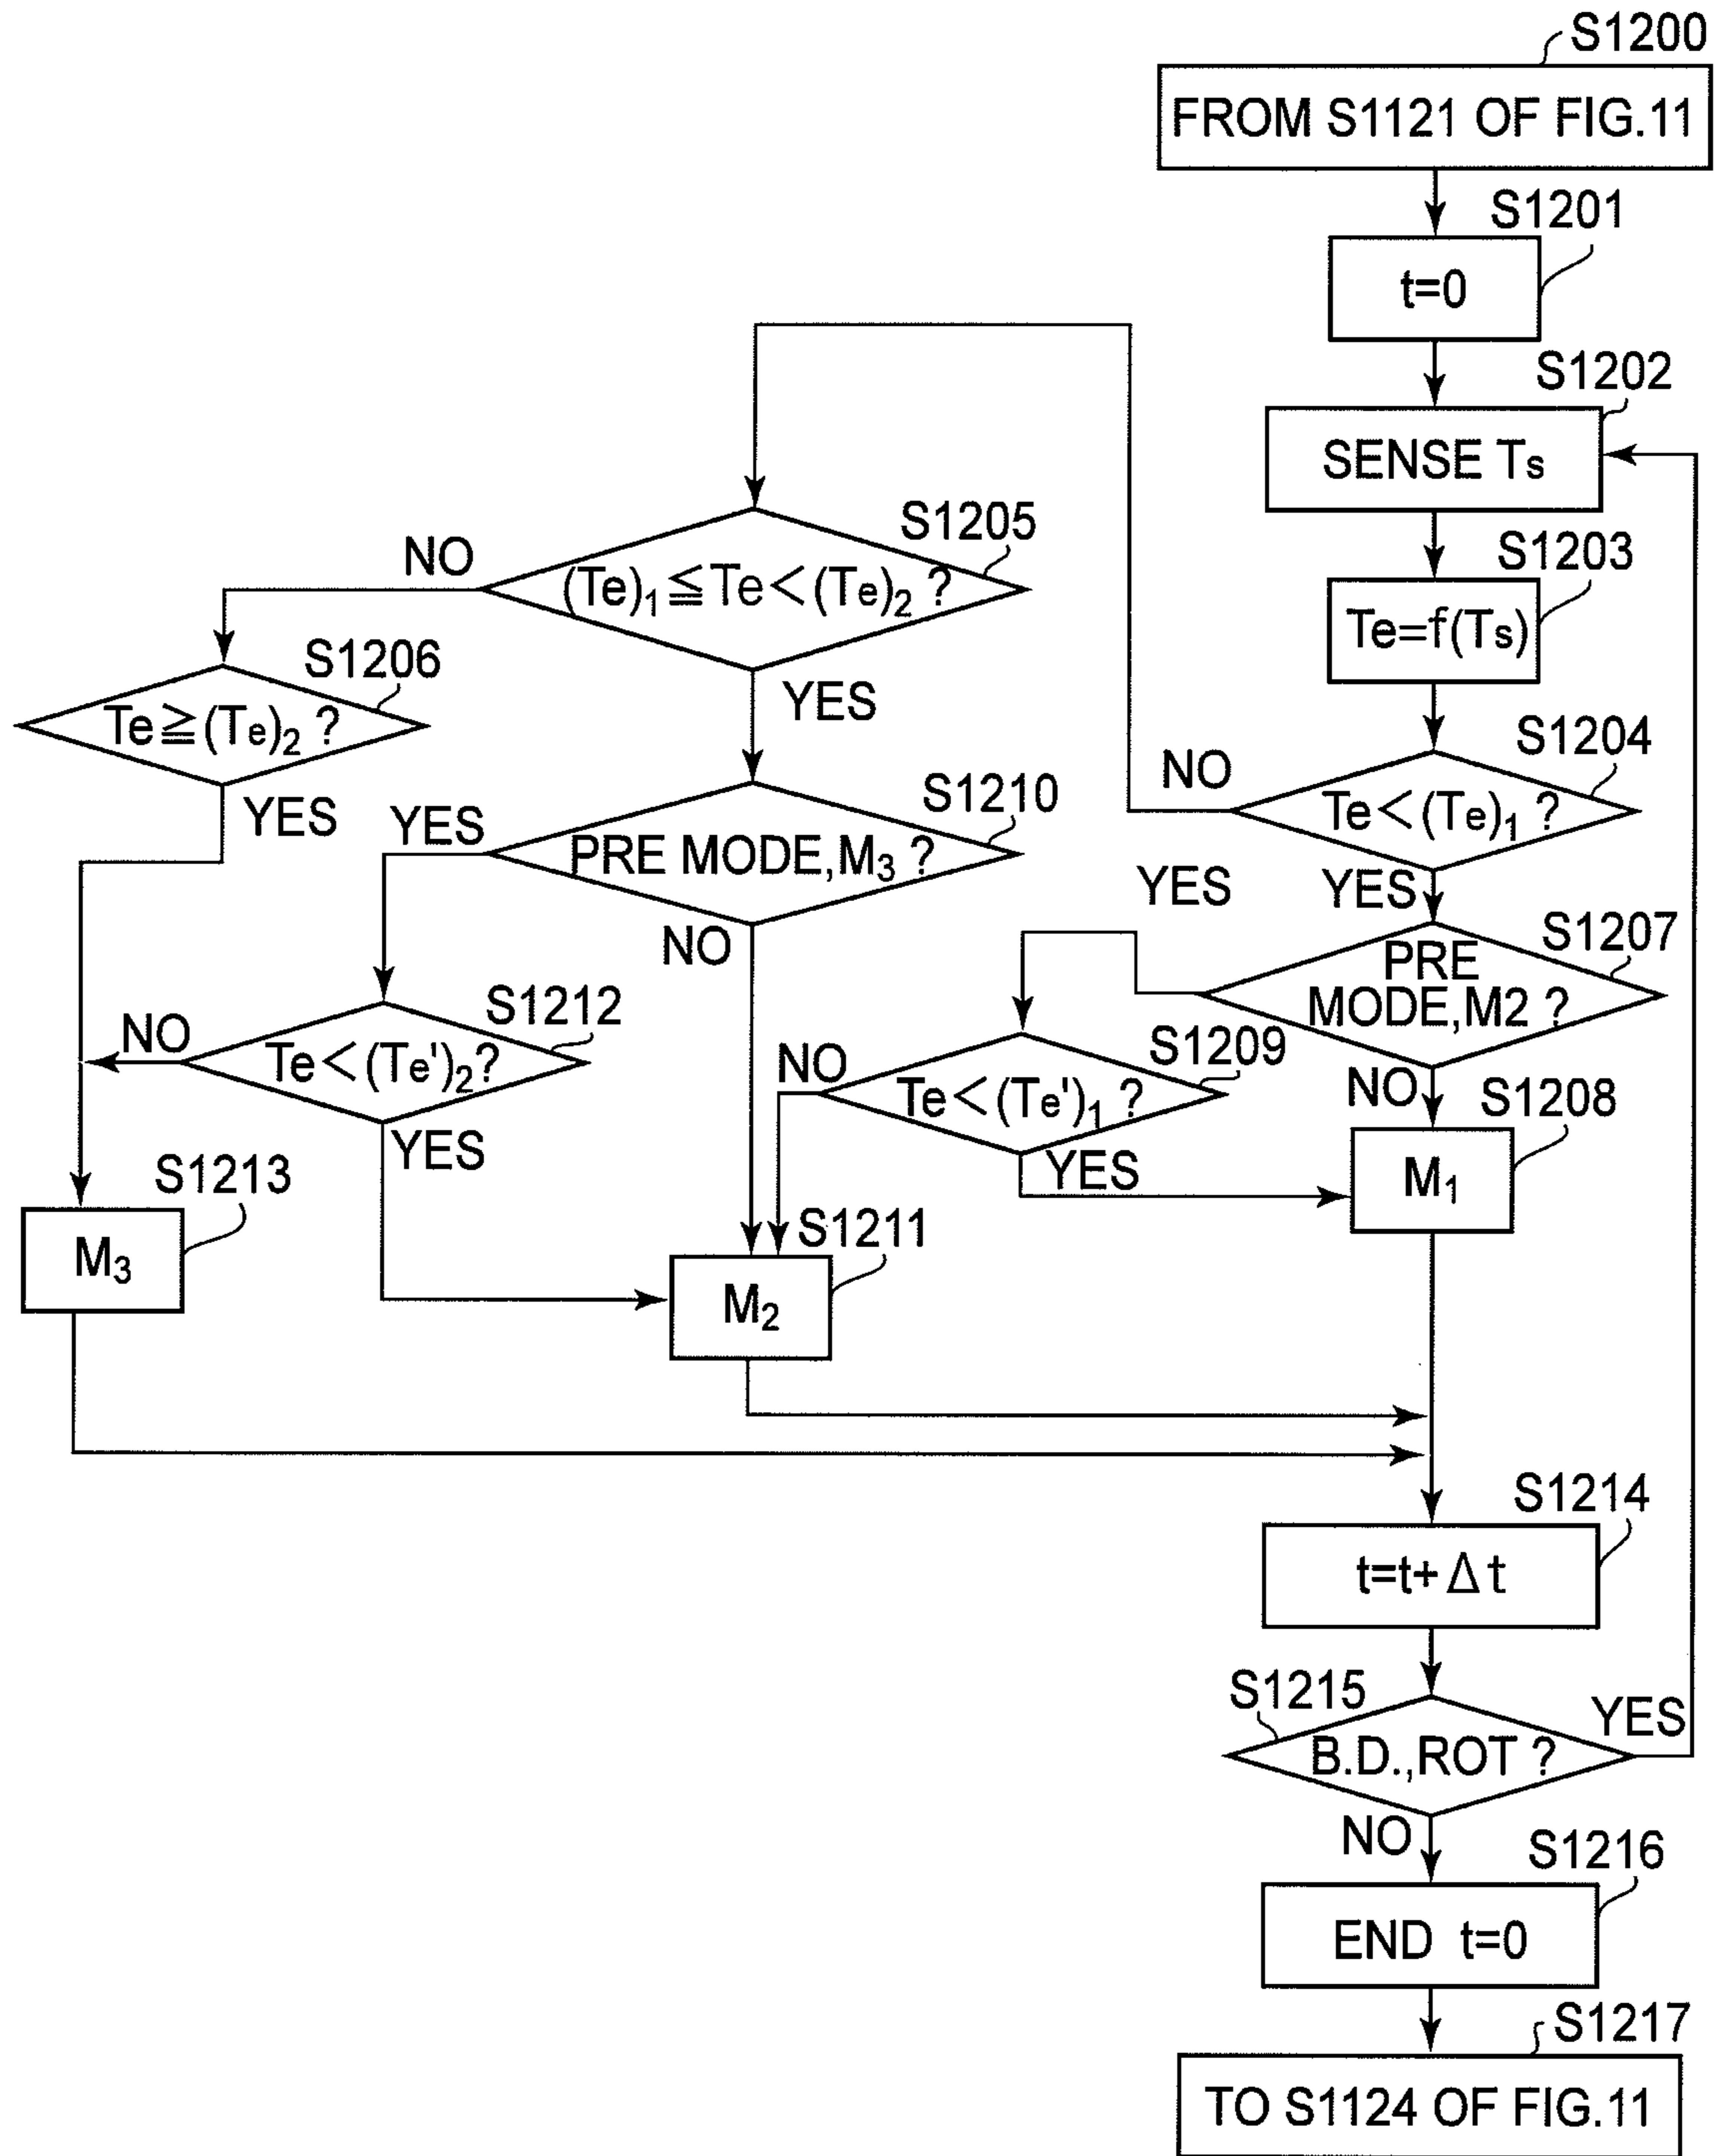 S1200
FROM S1121 OF FIG.11
S1201
t=0
S1202
SENSE Ts
S1203
Te=f(Ts)
S1204
Te<(Te)₁ ?
NO
YES
S1205
(Te)₁≦Te<(Te)₂ ?
NO
YES
S1206
Te≧(Te)₂ ?
YES
S1210
PRE MODE,M₃ ?
YES
NO
S1207
PRE
MODE,M2 ?
YES
NO
S1212
Te<(Te')₂?
NO
YES
S1209
Te<(Te')₁ ?
NO
YES
S1208
M₁
S1213
M₃
S1211
M₂
S1214
t=t+Δt
S1215
B.D.,ROT ?
YES
NO
S1216
END t=0
S1217
TO S1124 OF FIG.11